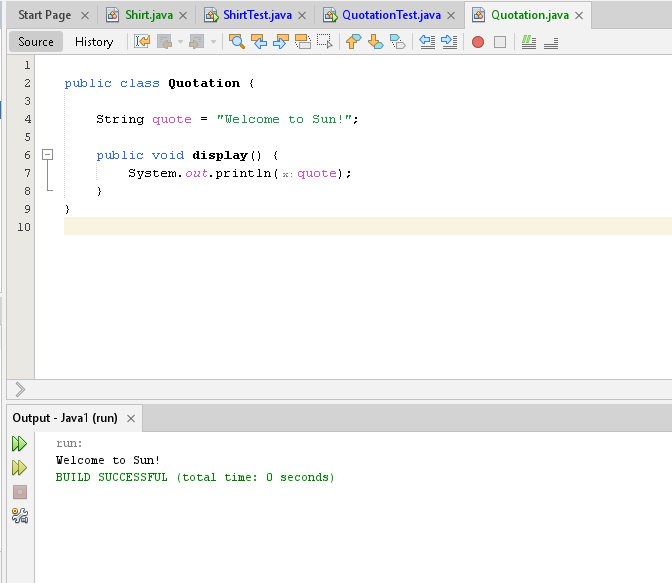 Start Page Shirt.java ShirtTest.java QuotationTest.java Quotation.java
Source History
1
2 public class Quotation {
3
4 String quote = "Welcome to Sun!";
5
6 public void display() {
7 System.out.println(x: quote);
8 }
9 }
10
Output - Java1 (run)
run:
Welcome to Sun!
BUILD SUCCESSFUL (total time: 0 seconds)